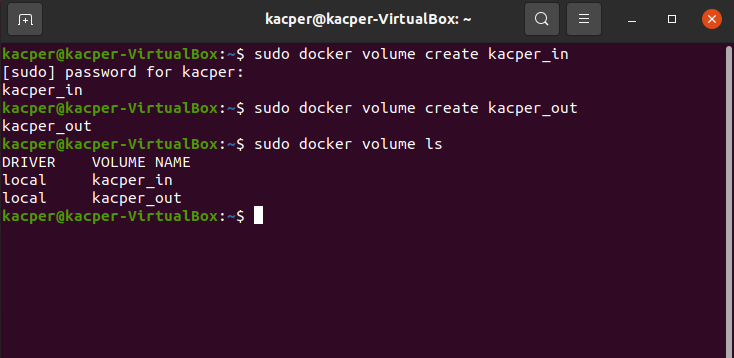 kacper@kacper-VirtualBox: ~
kacper@kacper-VirtualBox:~$ sudo docker volume create kacper_in
[sudo] password for kacper:
kacper_in
kacper@kacper-VirtualBox:~$ sudo docker volume create kacper_out
kacper_out
kacper@kacper-VirtualBox:~$ sudo docker volume ls
DRIVER    VOLUME NAME
local     kacper_in
local     kacper_out
kacper@kacper-VirtualBox:~$